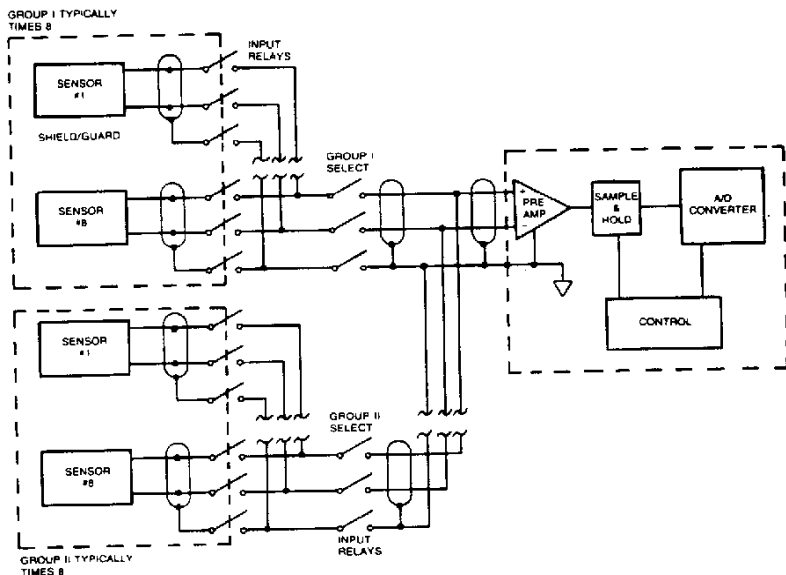 GROUP I TYPICALLY
TIMES 8
INPUT
RELAYS
SENSOR
#1
SHIELD/GUARD
GROUP I
SELECT
SENSOR
#8
+
PRE
AMP
−
SAMPLE
&
HOLD
A/D
CONVERTER
CONTROL
SENSOR
#1
GROUP II
SELECT
SENSOR
#8
INPUT
RELAYS
GROUP II TYPICALLY
TIMES 8